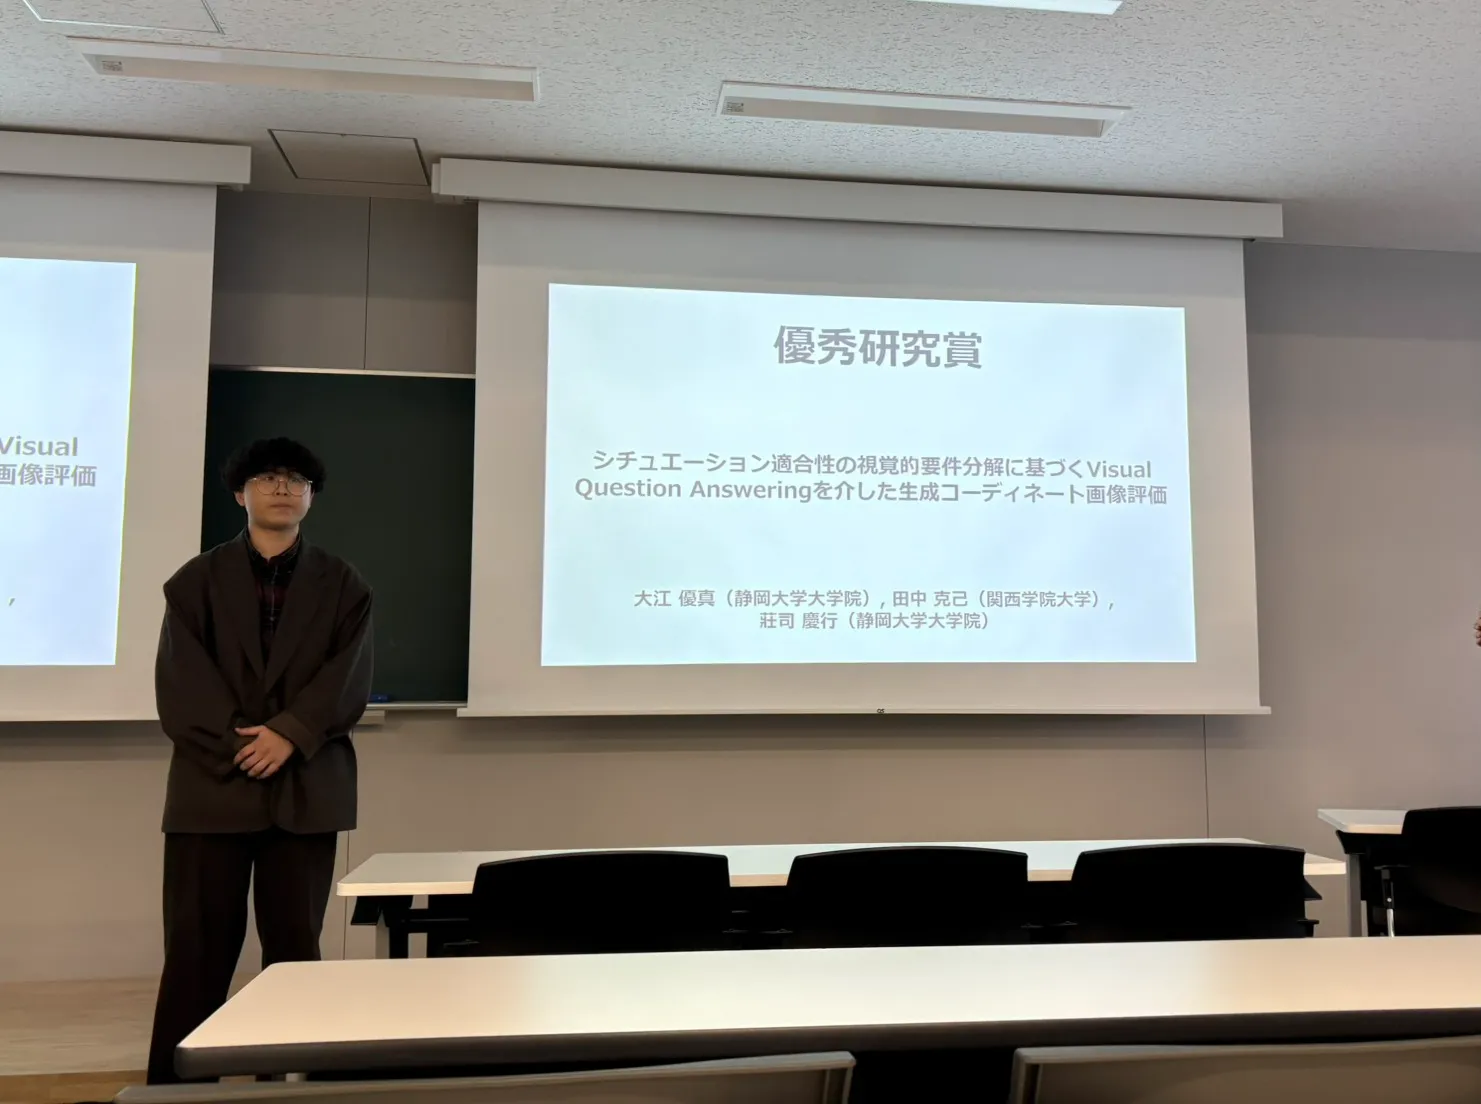 Visual
画像評価
,
優秀研究賞
シチュエーション適合性の視覚的要件分解に基づくVisual
Question Answeringを介した生成コーディネート画像評価
大江 優真（静岡大学大学院）, 田中 克己（関西学院大学）,
莊司 慶行（静岡大学大学院）